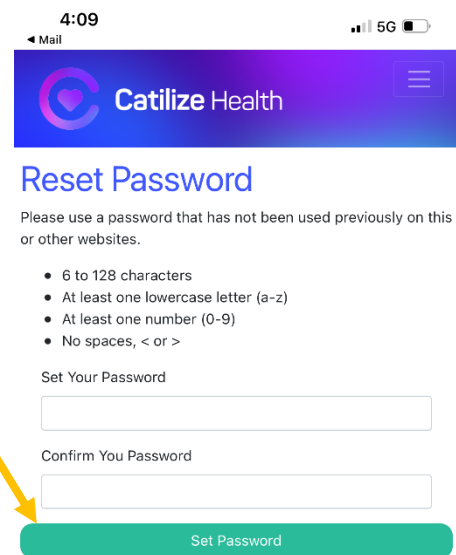 4:09
5G
◄ Mail
Catilize Health
Reset Password
Please use a password that has not been used previously on this
or other websites.
• 6 to 128 characters
• At least one lowercase letter (a-z)
• At least one number (0-9)
• No spaces, < or >
Set Your Password
Confirm You Password
Set Password